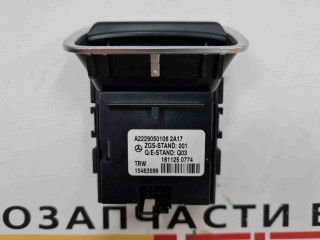 A2229050106 2A17
ZGS-STAND: 001
Q/E-STAND: Q03
161125 0774
TRW
15463599
ОЗАПЧАСТИ